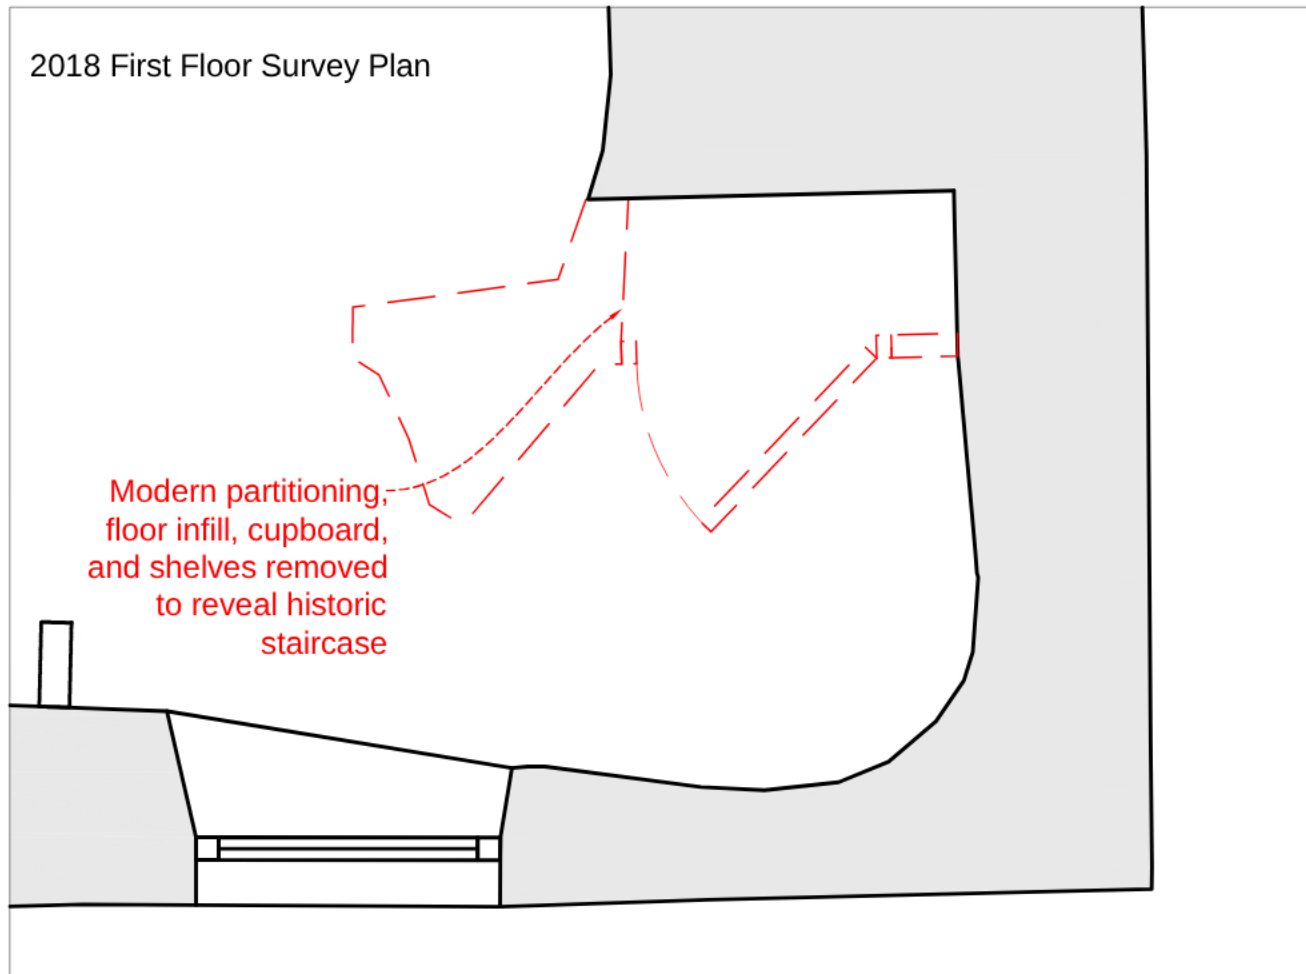 2018 First Floor Survey Plan
Modern partitioning,
floor infill, cupboard,
and shelves removed
to reveal historic
staircase